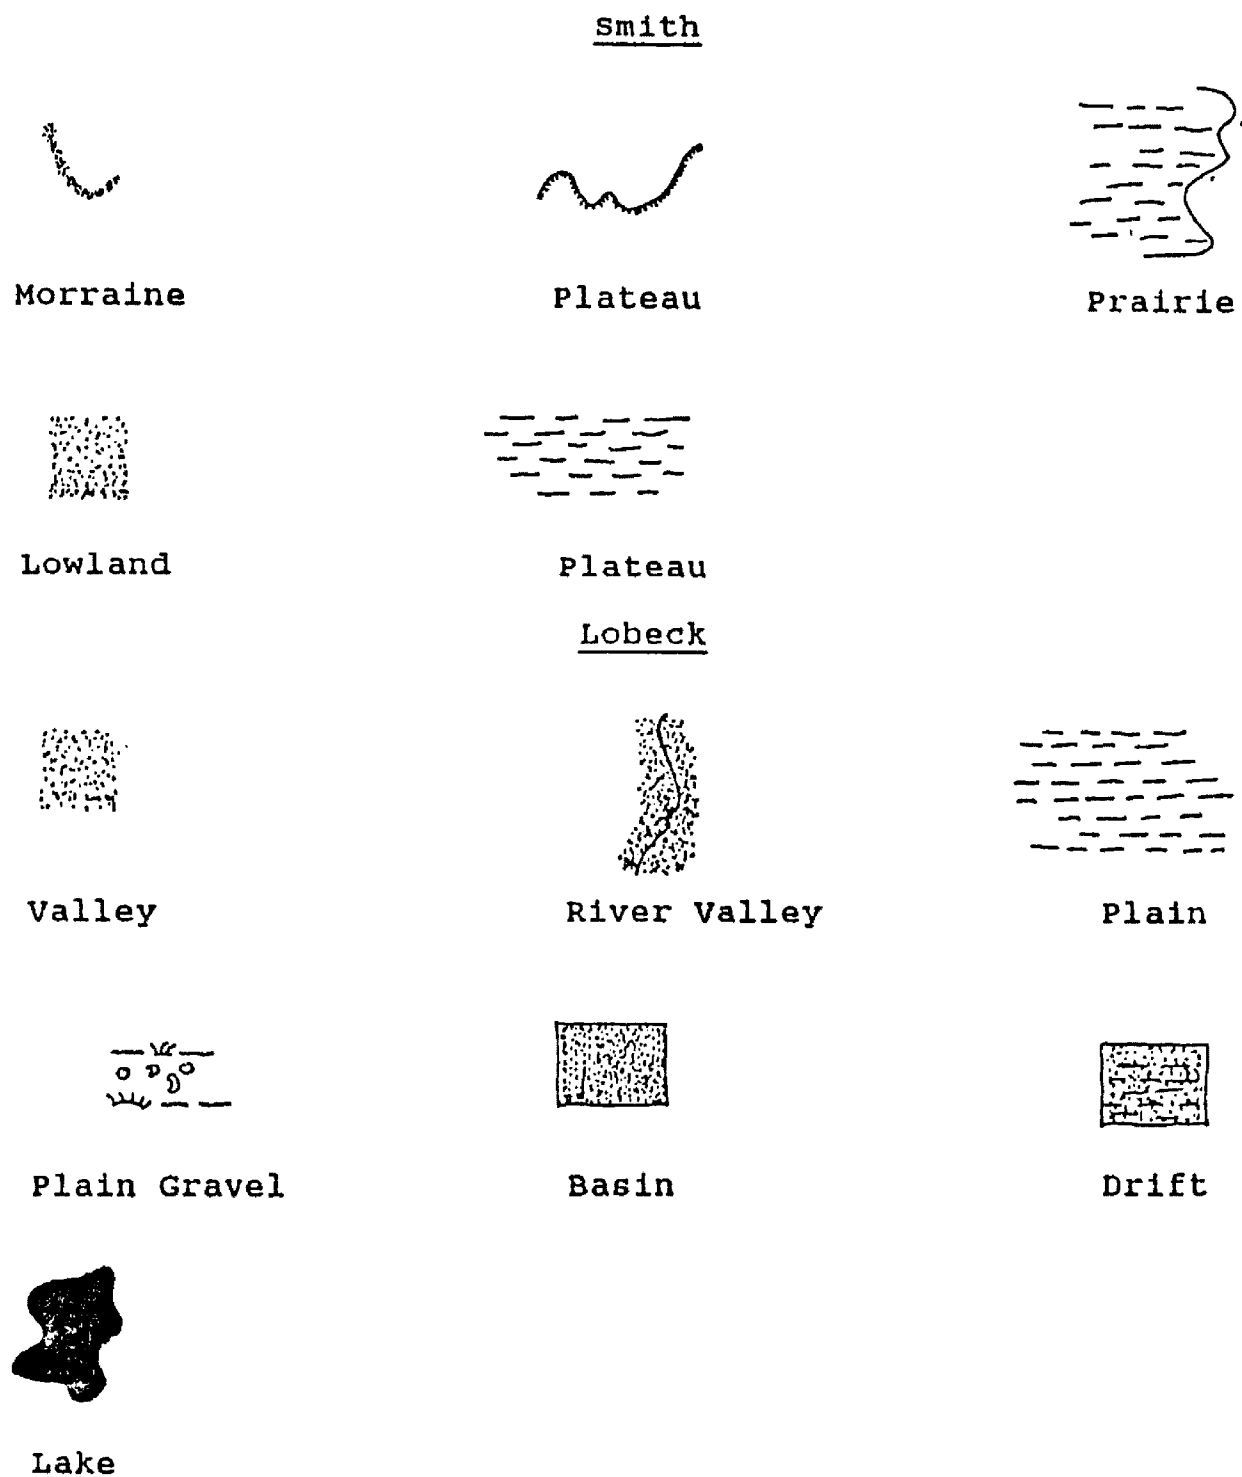 Smith
Morraine Plateau Prairie
Lowland Plateau
Lobeck
Valley River Valley Plain
Plain Gravel Basin Drift
Lake